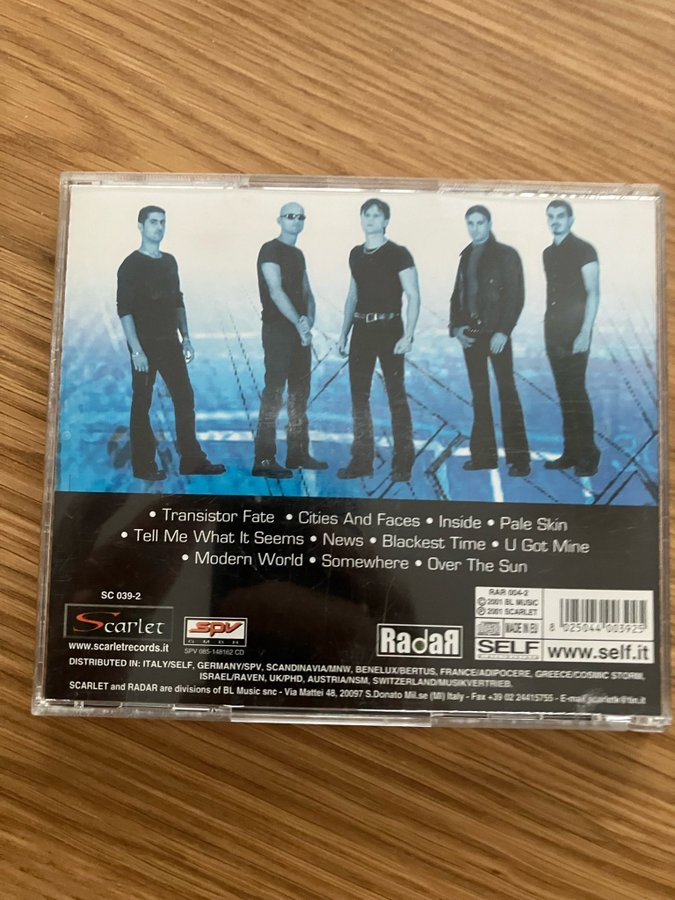 • Transistor Fate • Cities And Faces • Inside • Pale Skin
• Tell Me What It Seems • News • Blackest Time • U Got Mine
• Modern World • Somewhere • Over The Sun
SC 039-2
Scarlet
www.scarletrecords.it
SPV
GMBH
SPV 085-148162 CD
RadaR
RAR 004-2
© 2001 BL MUSIC
℗ 2001 SCARLET
MADE IN EU
SELF
8 025044 003925
www.self.it
DISTRIBUTED IN: ITALY/SELF, GERMANY/SPV, SCANDINAVIA/MNW, BENELUX/BERTUS, FRANCE/ADIPOCERE, GREECE/COSMIC STORM,
ISRAEL/RAVEN, UK/PHD, AUSTRIA/NSM, SWITZERLAND/MUSIKVERTRIEB.
SCARLET and RADAR are divisions of BL Music snc - Via Mattei 48, 20097 S.Donato Mil.se (MI) Italy - Fax +39 02 24415755 - E-mail